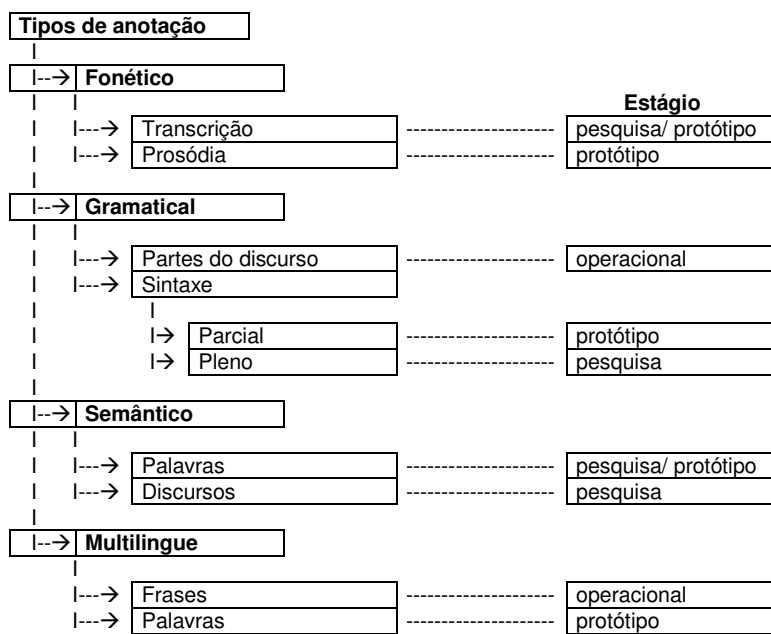 Tipos de anotação
Fonético
Estágio
Transcrição pesquisa/ protótipo
Prosódia protótipo
Gramatical
Partes do discurso operacional
Sintaxe
Parcial protótipo
Pleno pesquisa
Semântico
Palavras pesquisa/ protótipo
Discursos pesquisa
Multilingue
Frases operacional
Palavras protótipo